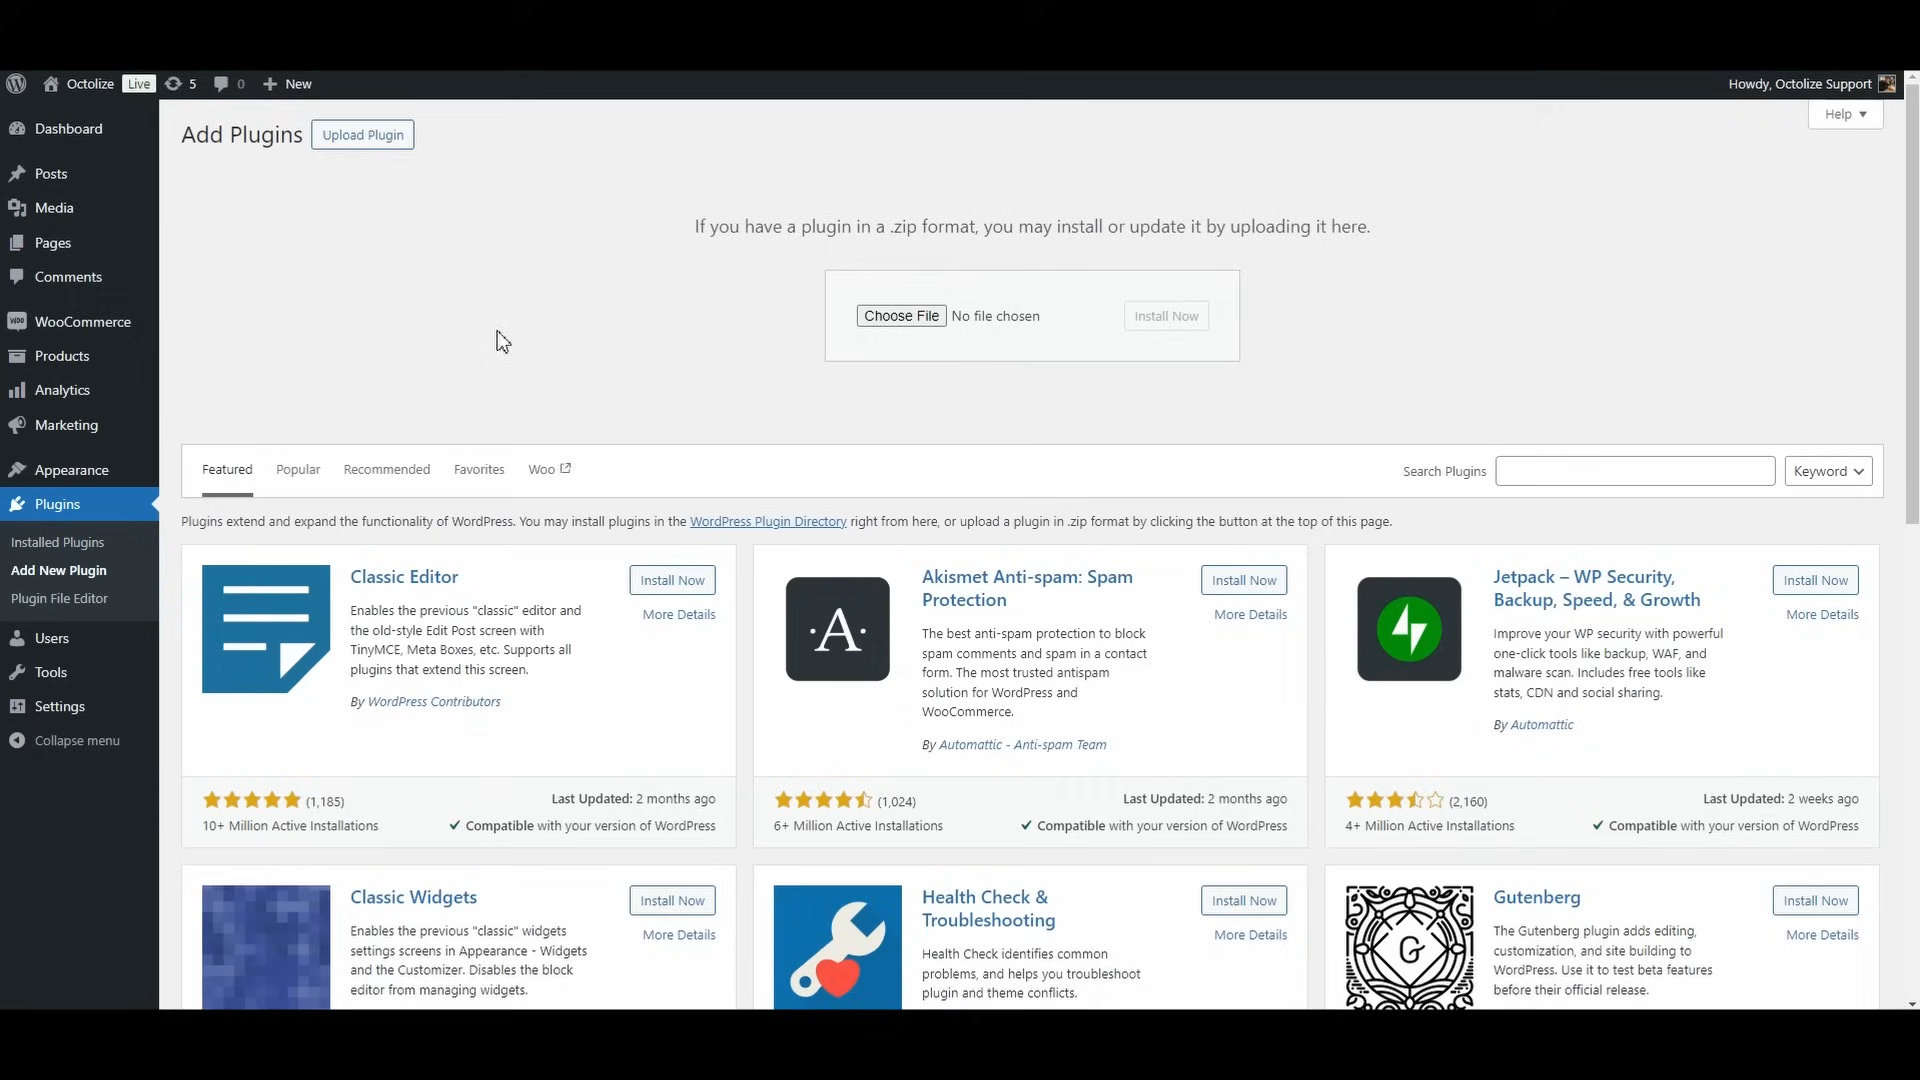 Octolize Live 5 0 + New Howdy, Octolize Support
Dashboard
Posts
Media
Pages
Comments
WOO WooCommerce
Products
Analytics
Marketing
Appearance
Plugins
Installed Plugins
Add New Plugin
Plugin File Editor
Users
Tools
Settings
Collapse menu
Help ▼
Add Plugins Upload Plugin
If you have a plugin in a .zip format, you may install or update it by uploading it here.
Choose File No file chosen Install Now
Featured Popular Recommended Favorites Woo Search Plugins Keyword
Plugins extend and expand the functionality of WordPress. You may install plugins in the WordPress Plugin Directory right from here, or upload a plugin in .zip format by clicking the button at the top of this page.
Classic Editor
Install Now
More Details
Enables the previous "classic" editor and
the old-style Edit Post screen with
TinyMCE, Meta Boxes, etc. Supports all
plugins that extend this screen.
By WordPress Contributors
(1,185)
Last Updated: 2 months ago
10+ Million Active Installations
✓ Compatible with your version of WordPress
·A·
Akismet Anti-spam: Spam
Protection
Install Now
More Details
The best anti-spam protection to block
spam comments and spam in a contact
form. The most trusted antispam
solution for WordPress and
WooCommerce.
By Automattic - Anti-spam Team
(1,024)
Last Updated: 2 months ago
6+ Million Active Installations
✓ Compatible with your version of WordPress
Jetpack – WP Security,
Backup, Speed, & Growth
Install Now
More Details
Improve your WP security with powerful
one-click tools like backup, WAF, and
malware scan. Includes free tools like
stats, CDN and social sharing.
By Automattic
(2,160)
Last Updated: 2 weeks ago
4+ Million Active Installations
✓ Compatible with your version of WordPress
Classic Widgets
Install Now
More Details
Enables the previous "classic" widgets
settings screens in Appearance - Widgets
and the Customizer. Disables the block
editor from managing widgets.
Health Check &
Troubleshooting
Install Now
More Details
Health Check identifies common
problems, and helps you troubleshoot
plugin and theme conflicts.
G
Gutenberg
Install Now
More Details
The Gutenberg plugin adds editing,
customization, and site building to
WordPress. Use it to test beta features
before their official release.